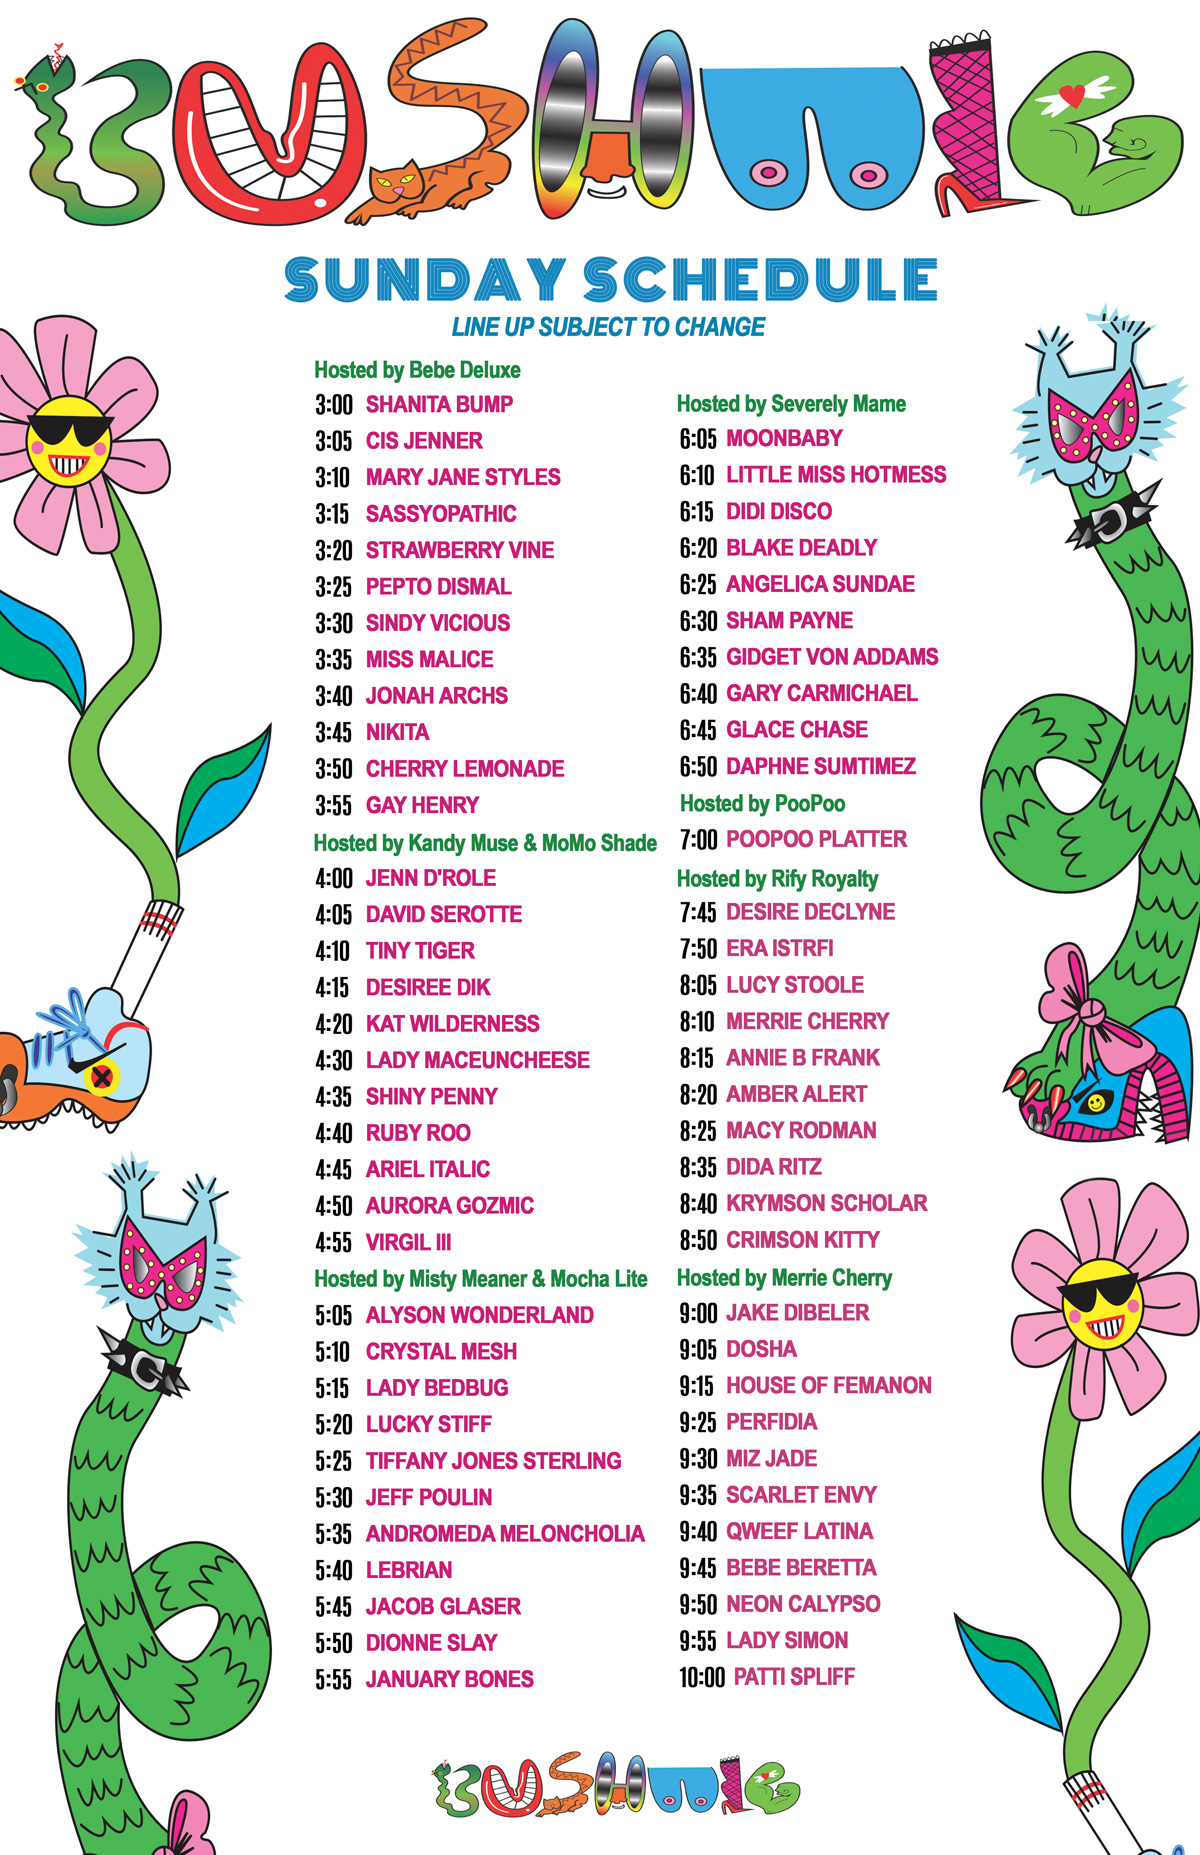 BUSHWIG
SUNDAY SCHEDULE
LINE UP SUBJECT TO CHANGE
Hosted by Bebe Deluxe
3:00 SHANITA BUMP
3:05 CIS JENNER
3:10 MARY JANE STYLES
3:15 SASSYOPATHIC
3:20 STRAWBERRY VINE
3:25 PEPTO DISMAL
3:30 SINDY VICIOUS
3:35 MISS MALICE
3:40 JONAH ARCHS
3:45 NIKITA
3:50 CHERRY LEMONADE
3:55 GAY HENRY
Hosted by Kandy Muse & MoMo Shade
4:00 JENN D'ROLE
4:05 DAVID SEROTTE
4:10 TINY TIGER
4:15 DESIREE DIK
4:20 KAT WILDERNESS
4:30 LADY MACEUNCHEESE
4:35 SHINY PENNY
4:40 RUBY ROO
4:45 ARIEL ITALIC
4:50 AURORA GOZMIC
4:55 VIRGIL III
Hosted by Misty Meaner & Mocha Lite
5:05 ALYSON WONDERLAND
5:10 CRYSTAL MESH
5:15 LADY BEDBUG
5:20 LUCKY STIFF
5:25 TIFFANY JONES STERLING
5:30 JEFF POULIN
5:35 ANDROMEDA MELONCHOLIA
5:40 LEBRIAN
5:45 JACOB GLASER
5:50 DIONNE SLAY
5:55 JANUARY BONES
Hosted by Severely Mame
6:05 MOONBABY
6:10 LITTLE MISS HOTMESS
6:15 DIDI DISCO
6:20 BLAKE DEADLY
6:25 ANGELICA SUNDAE
6:30 SHAM PAYNE
6:35 GIDGET VON ADDAMS
6:40 GARY CARMICHAEL
6:45 GLACE CHASE
6:50 DAPHNE SUMTIMEZ
Hosted by PooPoo
7:00 POOPOO PLATTER
Hosted by Rify Royalty
7:45 DESIRE DECLYNE
7:50 ERA ISTRFI
8:05 LUCY STOOLE
8:10 MERRIE CHERRY
8:15 ANNIE B FRANK
8:20 AMBER ALERT
8:25 MACY RODMAN
8:35 DIDA RITZ
8:40 KRYMSON SCHOLAR
8:50 CRIMSON KITTY
Hosted by Merrie Cherry
9:00 JAKE DIBELER
9:05 DOSHA
9:15 HOUSE OF FEMANON
9:25 PERFIDIA
9:30 MIZ JADE
9:35 SCARLET ENVY
9:40 QWEEF LATINA
9:45 BEBE BERETTA
9:50 NEON CALYPSO
9:55 LADY SIMON
10:00 PATTI SPLIFF
BUSHWIG